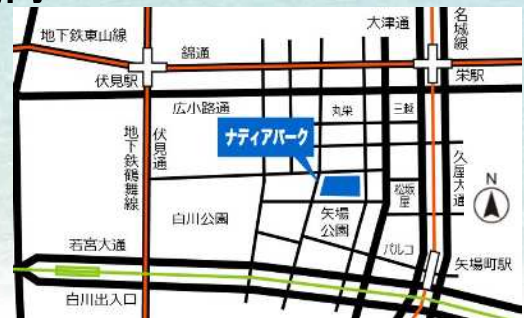 大津通
名城線
地下鉄東山線
錦通
伏見駅
栄駅
広小路通
丸栄
三越
ナディアパーク
地下鉄鶴舞線
伏見通
久屋大通
松坂屋
N
白川公園
矢場公園
若宮大通
パルコ
矢場町駅
白川出入口